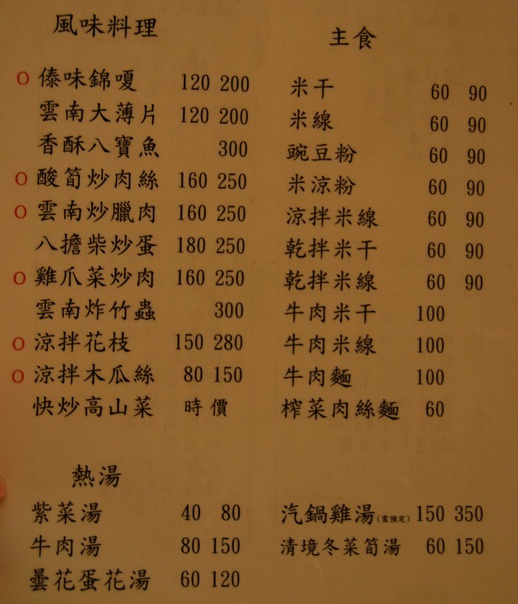 風味料理
O 傣味錦嗄 120 200
雲南大薄片 120 200
香酥八寶魚 300
O 酸筍炒肉絲 160 250
O 雲南炒臘肉 160 250
八擔柴炒蛋 180 250
O 雞爪菜炒肉 160 250
雲南炸竹蟲 300
O 涼拌花枝 150 280
O 涼拌木瓜絲 80 150
快炒高山菜 時價
主食
米干 60 90
米線 60 90
豌豆粉 60 90
米涼粉 60 90
涼拌米線 60 90
乾拌米干 60 90
乾拌米線 60 90
牛肉米干 100
牛肉米線 100
牛肉麵 100
榨菜肉絲麵 60
熱湯
紫菜湯 40 80
牛肉湯 80 150
曇花蛋花湯 60 120
汽鍋雞湯(需預定) 150 350
清境冬菜筍湯 60 150